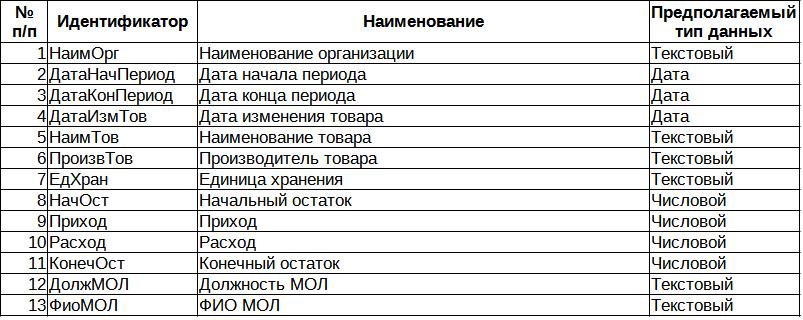 № п/п Идентификатор Наименование Предполагаемый тип данных
1 НаимОрг Наименование организации Текстовый
2 ДатаНачПериод Дата начала периода Дата
3 ДатаКонПериод Дата конца периода Дата
4 ДатаИзмТов Дата изменения товара Дата
5 НаимТов Наименование товара Текстовый
6 ПроизвТов Производитель товара Текстовый
7 ЕдХран Единица хранения Текстовый
8 НачОст Начальный остаток Числовой
9 Приход Приход Числовой
10 Расход Расход Числовой
11 КонечОст Конечный остаток Числовой
12 ДолжМОЛ Должность МОЛ Текстовый
13 ФиоМОЛ ФИО МОЛ Текстовый